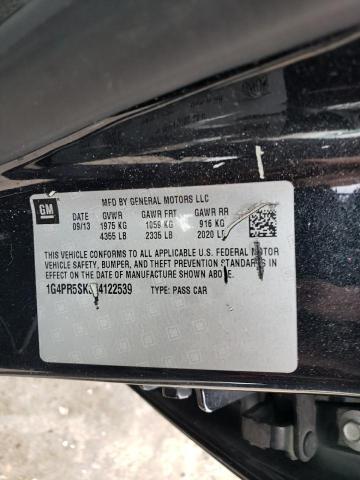 GM
MFD BY GENERAL MOTORS LLC
DATE GVWR GAWR FRT GAWR RR
09/13 1975 KG 1059 KG 916 KG
4355 LB 2335 LB 2020 LB
THIS VEHICLE CONFORMS TO ALL APPLICABLE U.S. FEDERAL MOTOR
VEHICLE SAFETY, BUMPER, AND THEFT PREVENTION STANDARDS IN
EFFECT ON THE DATE OF MANUFACTURE SHOWN ABOVE.
TYPE: PASS CAR